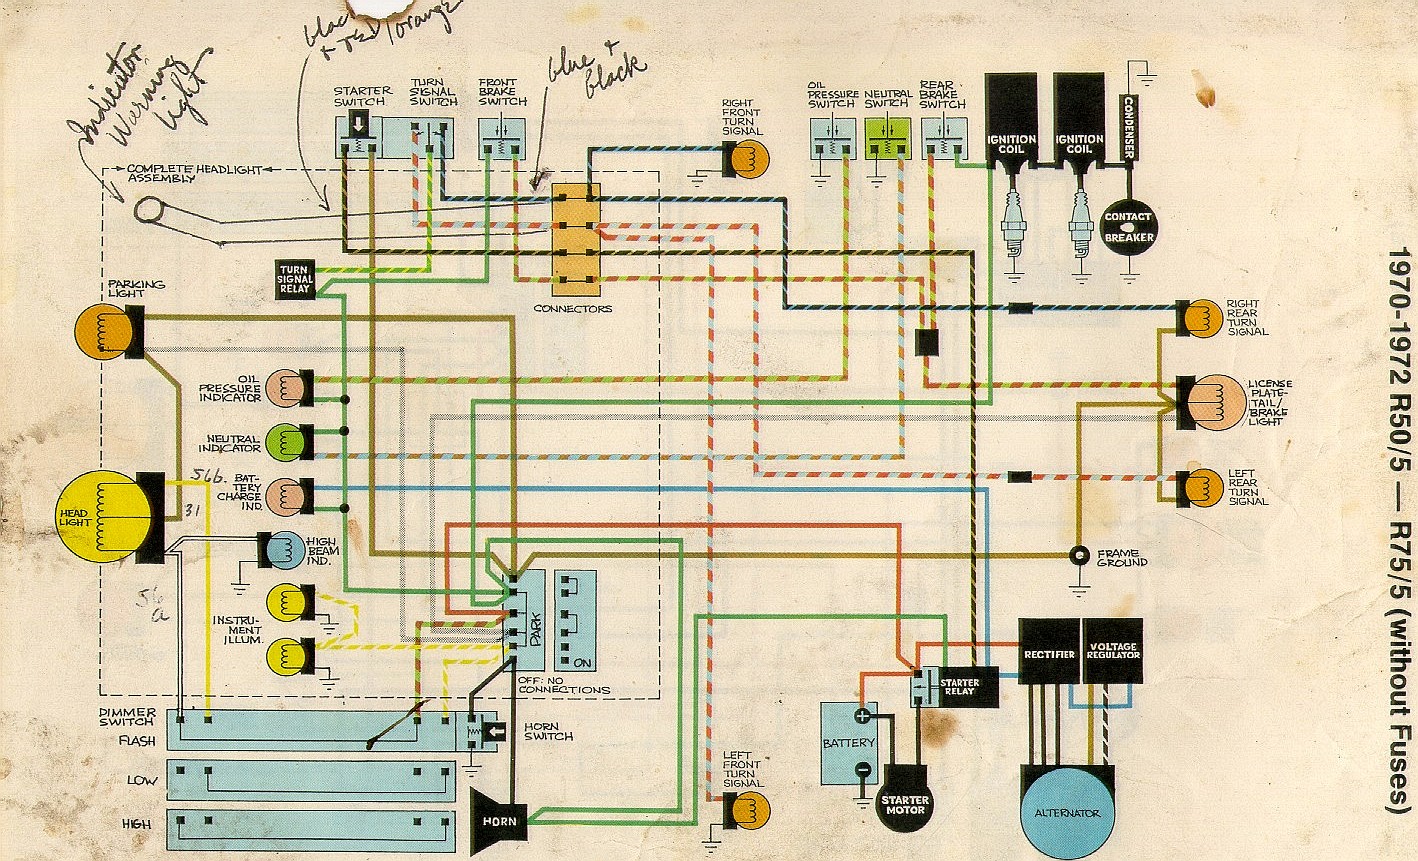 black
+ RED/orange
blue +
black
Indicator
Warning
Light
STARTER
SWITCH
TURN
SIGNAL
SWITCH
FRONT
BRAKE
SWITCH
RIGHT
FRONT
TURN
SIGNAL
OIL
PRESSURE
SWITCH
NEUTRAL
SWITCH
REAR
BRAKE
SWITCH
IGNITION
COIL
IGNITION
COIL
CONDENSER
CONTACT
BREAKER
COMPLETE HEADLIGHT
ASSEMBLY
TURN
SIGNAL
RELAY
CONNECTORS
PARKING
LIGHT
RIGHT
REAR
TURN
SIGNAL
OIL
PRESSURE
INDICATOR
LICENSE
PLATE-
TAIL/
BRAKE
LIGHT
NEUTRAL
INDICATOR
56b.
BAT-
TERY
CHARGE
IND.
LEFT
REAR
TURN
SIGNAL
HEAD
LIGHT
31
HIGH
BEAM
IND.
FRAME
GROUND
56
a
INSTRU-
MENT
ILLUM.
PARK
ON
OFF: NO
CONNECTIONS
RECTIFIER
VOLTAGE
REGULATOR
STARTER
RELAY
DIMMER
SWITCH
FLASH
HORN
SWITCH
BATTERY
LOW
LEFT
FRONT
TURN
SIGNAL
STARTER
MOTOR
ALTERNATOR
HIGH
HORN
1970-1972 R50/5 — R75/5 (without Fuses)